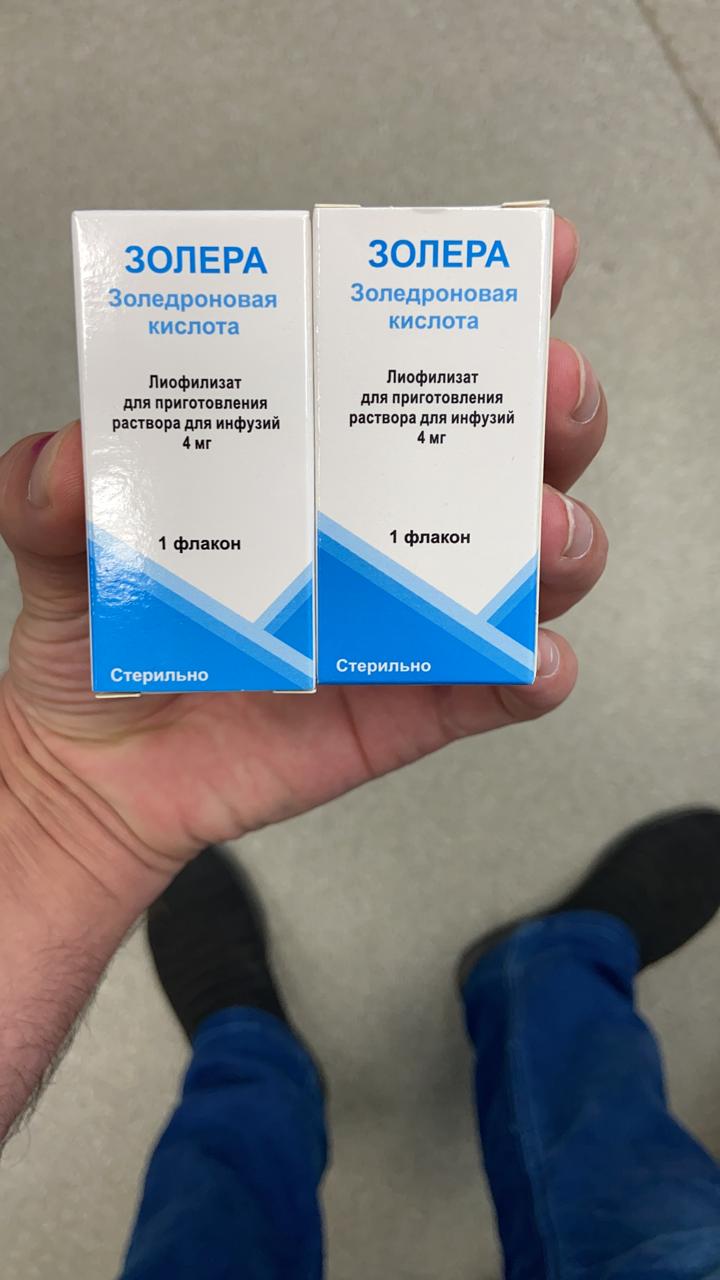 ЗОЛЕРА
Золедроновая
кислота
Лиофилизат
для приготовления
раствора для инфузий
4 мг
1 флакон
Стерильно
ЗОЛЕРА
Золедроновая
кислота
Лиофилизат
для приготовления
раствора для инфузий
4 мг
1 флакон
Стерильно